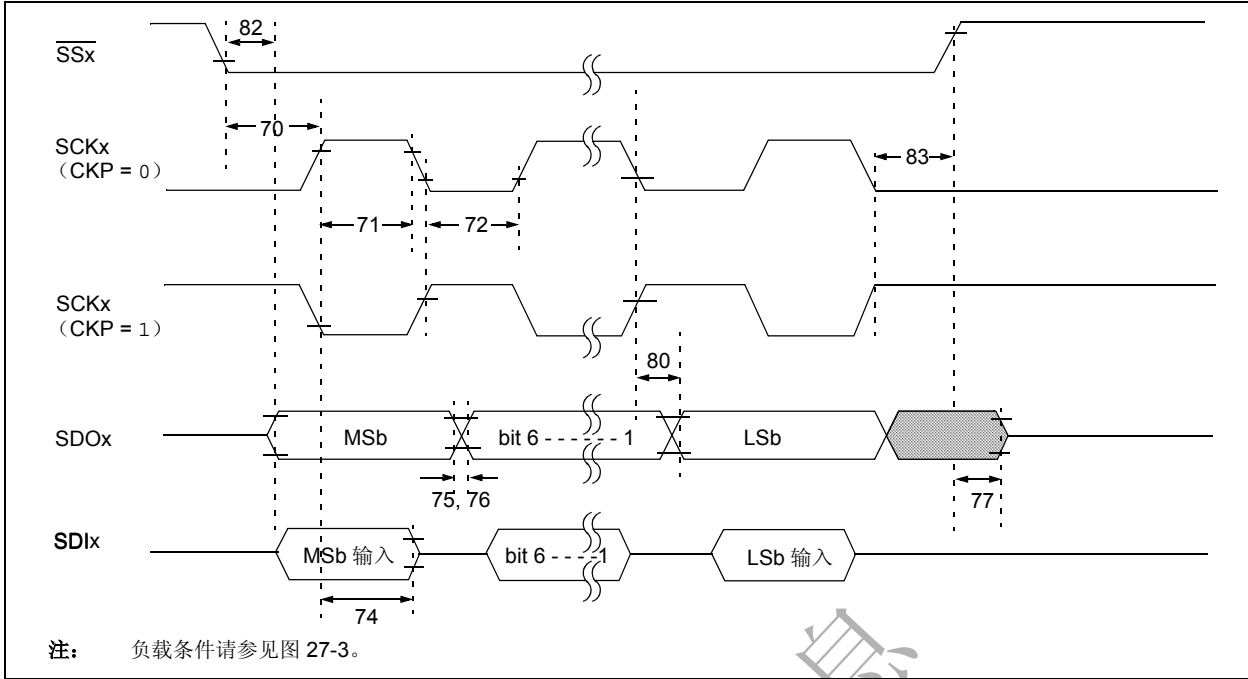 SSx
82
70
SCKx
（CKP = 0）
83
71
72
SCKx
（CKP = 1）
80
SDOx
MSb
bit 6 - - - - - - 1
LSb
75, 76
77
SDIx
MSb 输入
bit 6 - - - -1
LSb 输入
74
注： 负载条件请参见图 27-3。